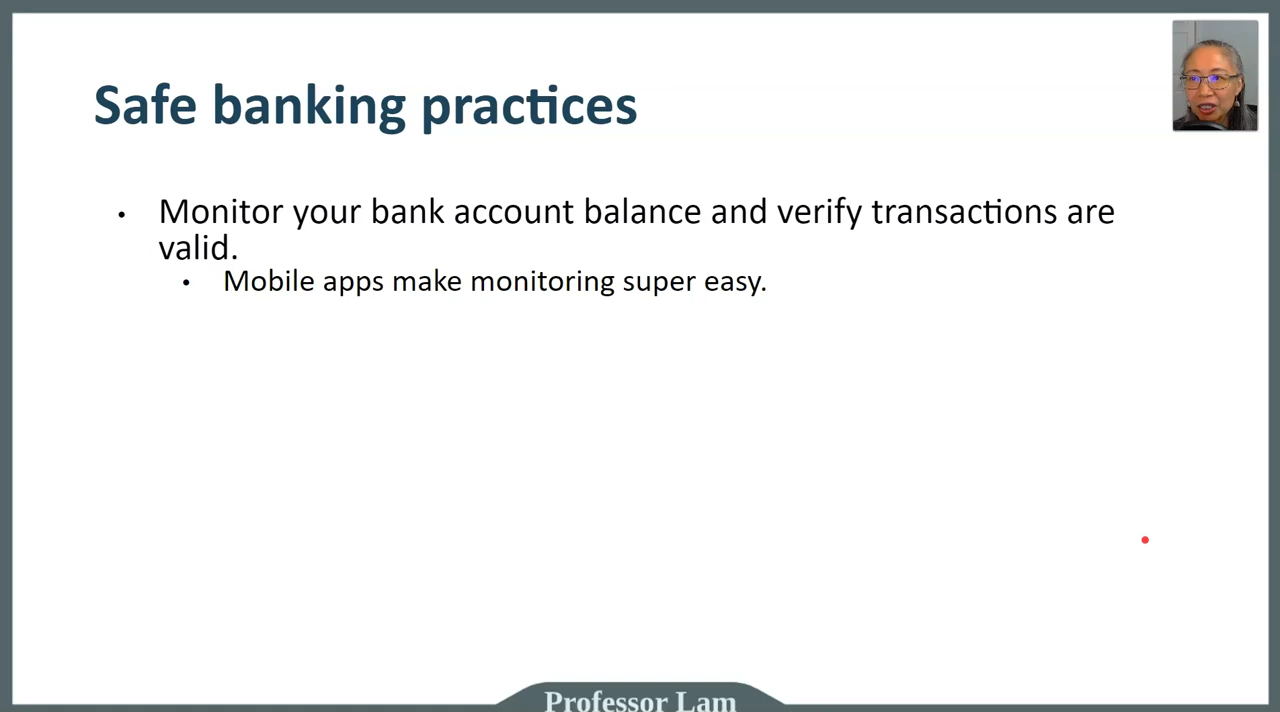 Safe banking practices
• Monitor your bank account balance and verify transactions are
valid.
• Mobile apps make monitoring super easy.
Professor Lam